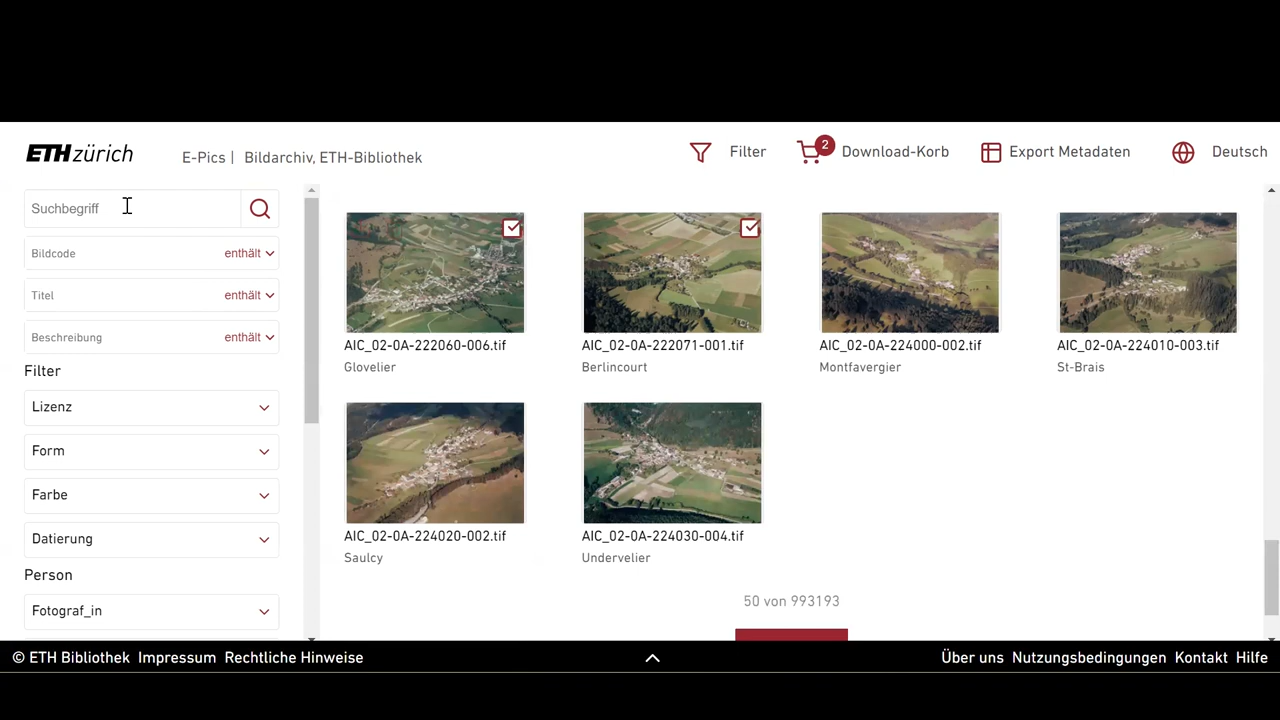 ETH zürich
E-Pics | Bildarchiv, ETH-Bibliothek
Filter
2
Download-Korb
Export Metadaten
Deutsch
Suchbegriff
Bildcode enthält
Titel enthält
Beschreibung enthält
Filter
Lizenz
Form
Farbe
Datierung
Person
Fotograf_in
AIC_02-0A-222060-006.tif
Glovelier
AIC_02-0A-222071-001.tif
Berlincourt
AIC_02-0A-224000-002.tif
Montfavergier
AIC_02-0A-224010-003.tif
St-Brais
AIC_02-0A-224020-002.tif
Saulcy
AIC_02-0A-224030-004.tif
Undervelier
50 von 993193
© ETH Bibliothek Impressum Rechtliche Hinweise
Über uns Nutzungsbedingungen Kontakt Hilfe